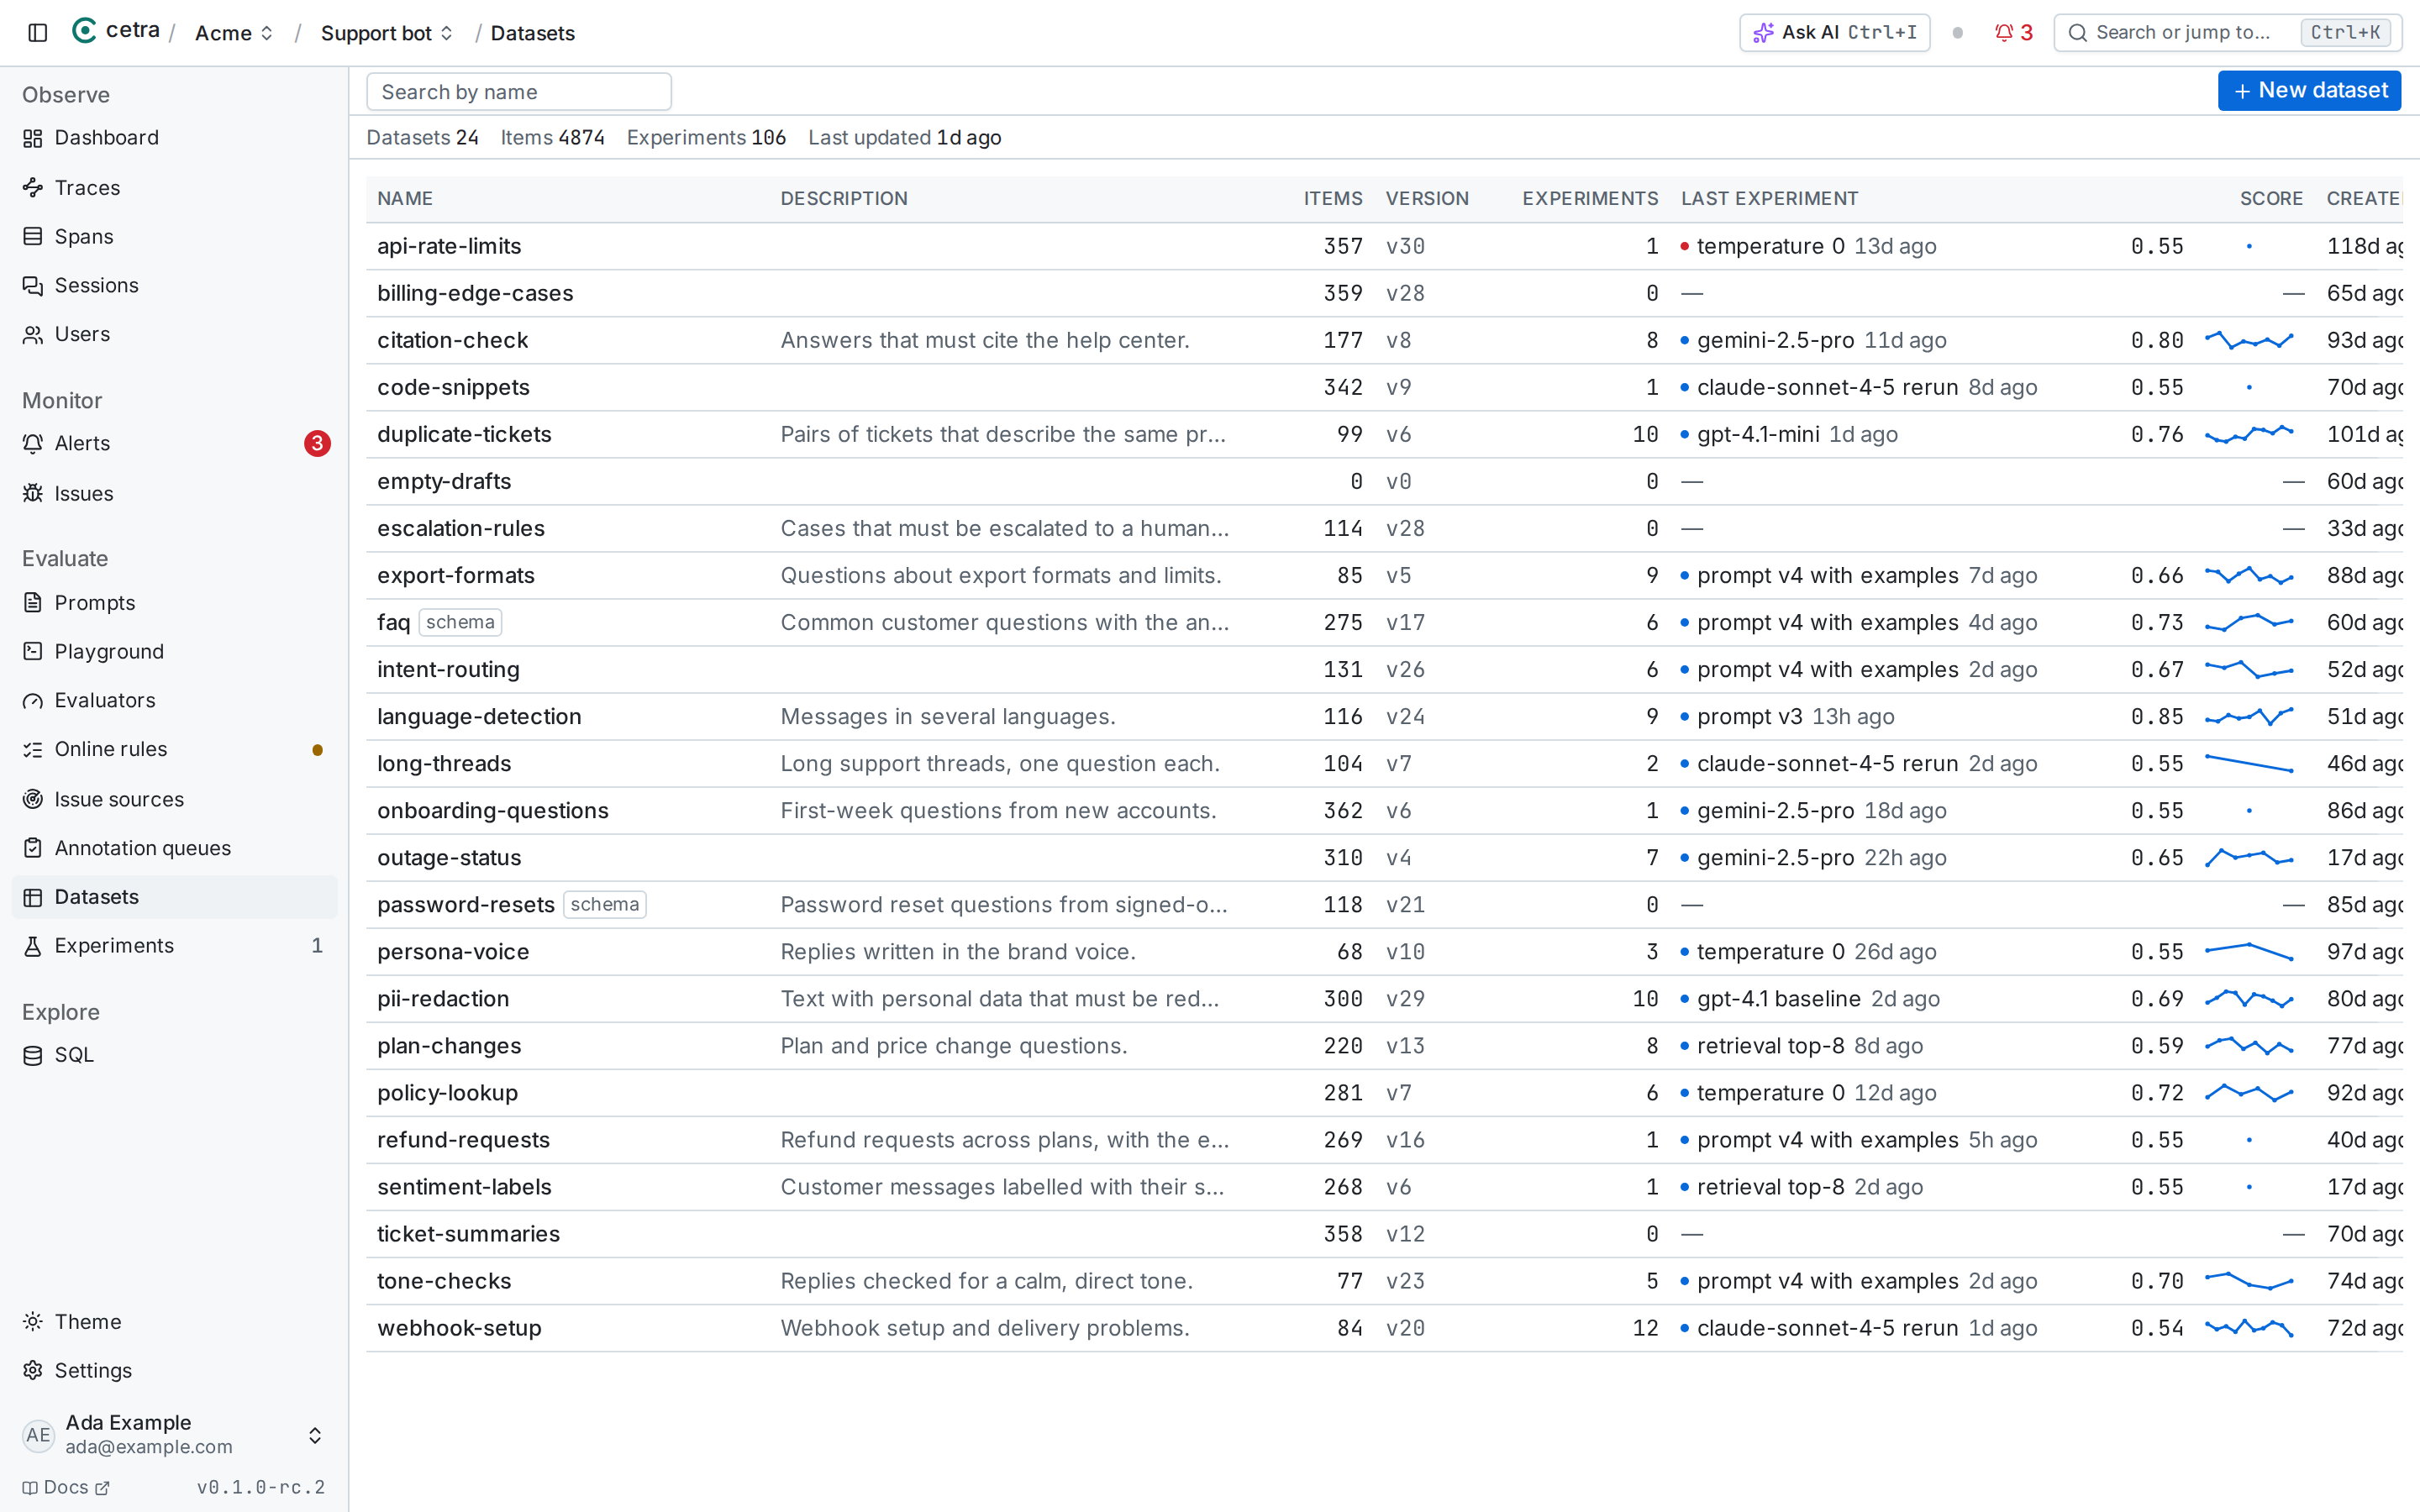 cetra / Acme / Support bot / Datasets Ask AI Ctrl+I 3 Search or jump to... Ctrl+K
Observe
Dashboard
Traces
Spans
Sessions
Users
Monitor
Alerts 3
Issues
Evaluate
Prompts
Playground
Evaluators
Online rules
Issue sources
Annotation queues
Datasets
Experiments 1
Explore
SQL
Theme
Settings
AE Ada Example
ada@example.com
Docs v0.1.0-rc.2
Search by name + New dataset
Datasets 24 Items 4874 Experiments 106 Last updated 1d ago
NAME DESCRIPTION ITEMS VERSION EXPERIMENTS LAST EXPERIMENT SCORE CREATE
api-rate-limits 357 v30 1 temperature 0 13d ago 0.55 118d ag
billing-edge-cases 359 v28 0 — — 65d ago
citation-check Answers that must cite the help center. 177 v8 8 gemini-2.5-pro 11d ago 0.80 93d ago
code-snippets 342 v9 1 claude-sonnet-4-5 rerun 8d ago 0.55 70d ago
duplicate-tickets Pairs of tickets that describe the same pr... 99 v6 10 gpt-4.1-mini 1d ago 0.76 101d ag
empty-drafts 0 v0 0 — — 60d ago
escalation-rules Cases that must be escalated to a human... 114 v28 0 — — 33d ago
export-formats Questions about export formats and limits. 85 v5 9 prompt v4 with examples 7d ago 0.66 88d ago
faq schema Common customer questions with the an... 275 v17 6 prompt v4 with examples 4d ago 0.73 60d ago
intent-routing 131 v26 6 prompt v4 with examples 2d ago 0.67 52d ago
language-detection Messages in several languages. 116 v24 9 prompt v3 13h ago 0.85 51d ago
long-threads Long support threads, one question each. 104 v7 2 claude-sonnet-4-5 rerun 2d ago 0.55 46d ago
onboarding-questions First-week questions from new accounts. 362 v6 1 gemini-2.5-pro 18d ago 0.55 86d ago
outage-status 310 v4 7 gemini-2.5-pro 22h ago 0.65 17d ago
password-resets schema Password reset questions from signed-o... 118 v21 0 — — 85d ago
persona-voice Replies written in the brand voice. 68 v10 3 temperature 0 26d ago 0.55 97d ago
pii-redaction Text with personal data that must be red... 300 v29 10 gpt-4.1 baseline 2d ago 0.69 80d ago
plan-changes Plan and price change questions. 220 v13 8 retrieval top-8 8d ago 0.59 77d ago
policy-lookup 281 v7 6 temperature 0 12d ago 0.72 92d ago
refund-requests Refund requests across plans, with the e... 269 v16 1 prompt v4 with examples 5h ago 0.55 40d ago
sentiment-labels Customer messages labelled with their s... 268 v6 1 retrieval top-8 2d ago 0.55 17d ago
ticket-summaries 358 v12 0 — — 70d ago
tone-checks Replies checked for a calm, direct tone. 77 v23 5 prompt v4 with examples 2d ago 0.70 74d ago
webhook-setup Webhook setup and delivery problems. 84 v20 12 claude-sonnet-4-5 rerun 1d ago 0.54 72d ago